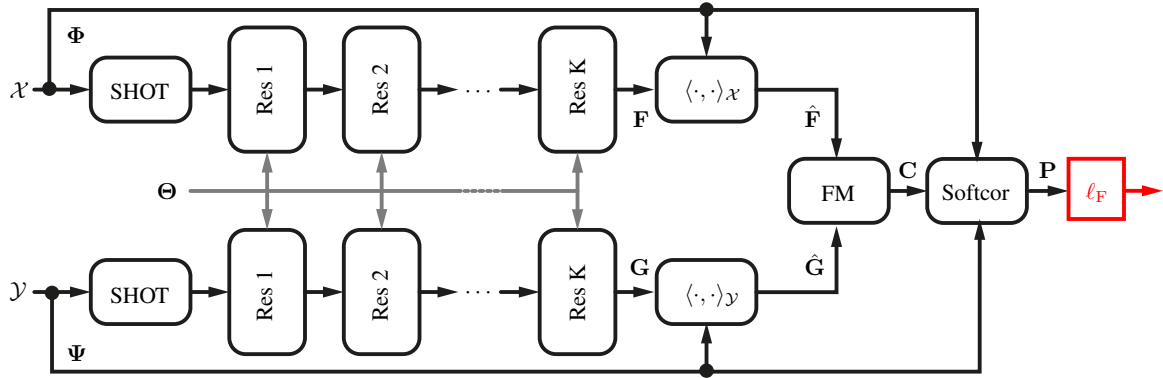 Φ
𝒳 SHOT Res 1 Res 2 ··· Res K F ⟨·,·⟩𝒳 F̂
Θ FM C Softcor P ℓF
𝒴 SHOT Res 1 Res 2 ··· Res K G ⟨·,·⟩𝒴 Ĝ
Ψ